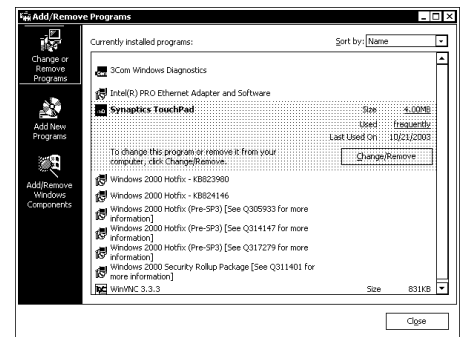 Add/Remove Programs
Change or
Remove
Programs
Add New
Programs
Add/Remove
Windows
Components
Currently installed programs:
Sort by: Name
3Com Windows Diagnostics
Intel(R) PRO Ethernet Adapter and Software
Synaptics TouchPad
Size 4.00MB
Used frequently
Last Used On 10/21/2003
To change this program or remove it from your
computer, click Change/Remove.
Change/Remove
Windows 2000 Hotfix - KB823980
Windows 2000 Hotfix - KB824146
Windows 2000 Hotfix (Pre-SP3) [See Q305933 for more
information]
Windows 2000 Hotfix (Pre-SP3) [See Q314147 for more
information]
Windows 2000 Hotfix (Pre-SP3) [See Q317279 for more
information]
Windows 2000 Security Rollup Package [See Q311401 for
more information]
WinVNC 3.3.3
Size 831KB
Close